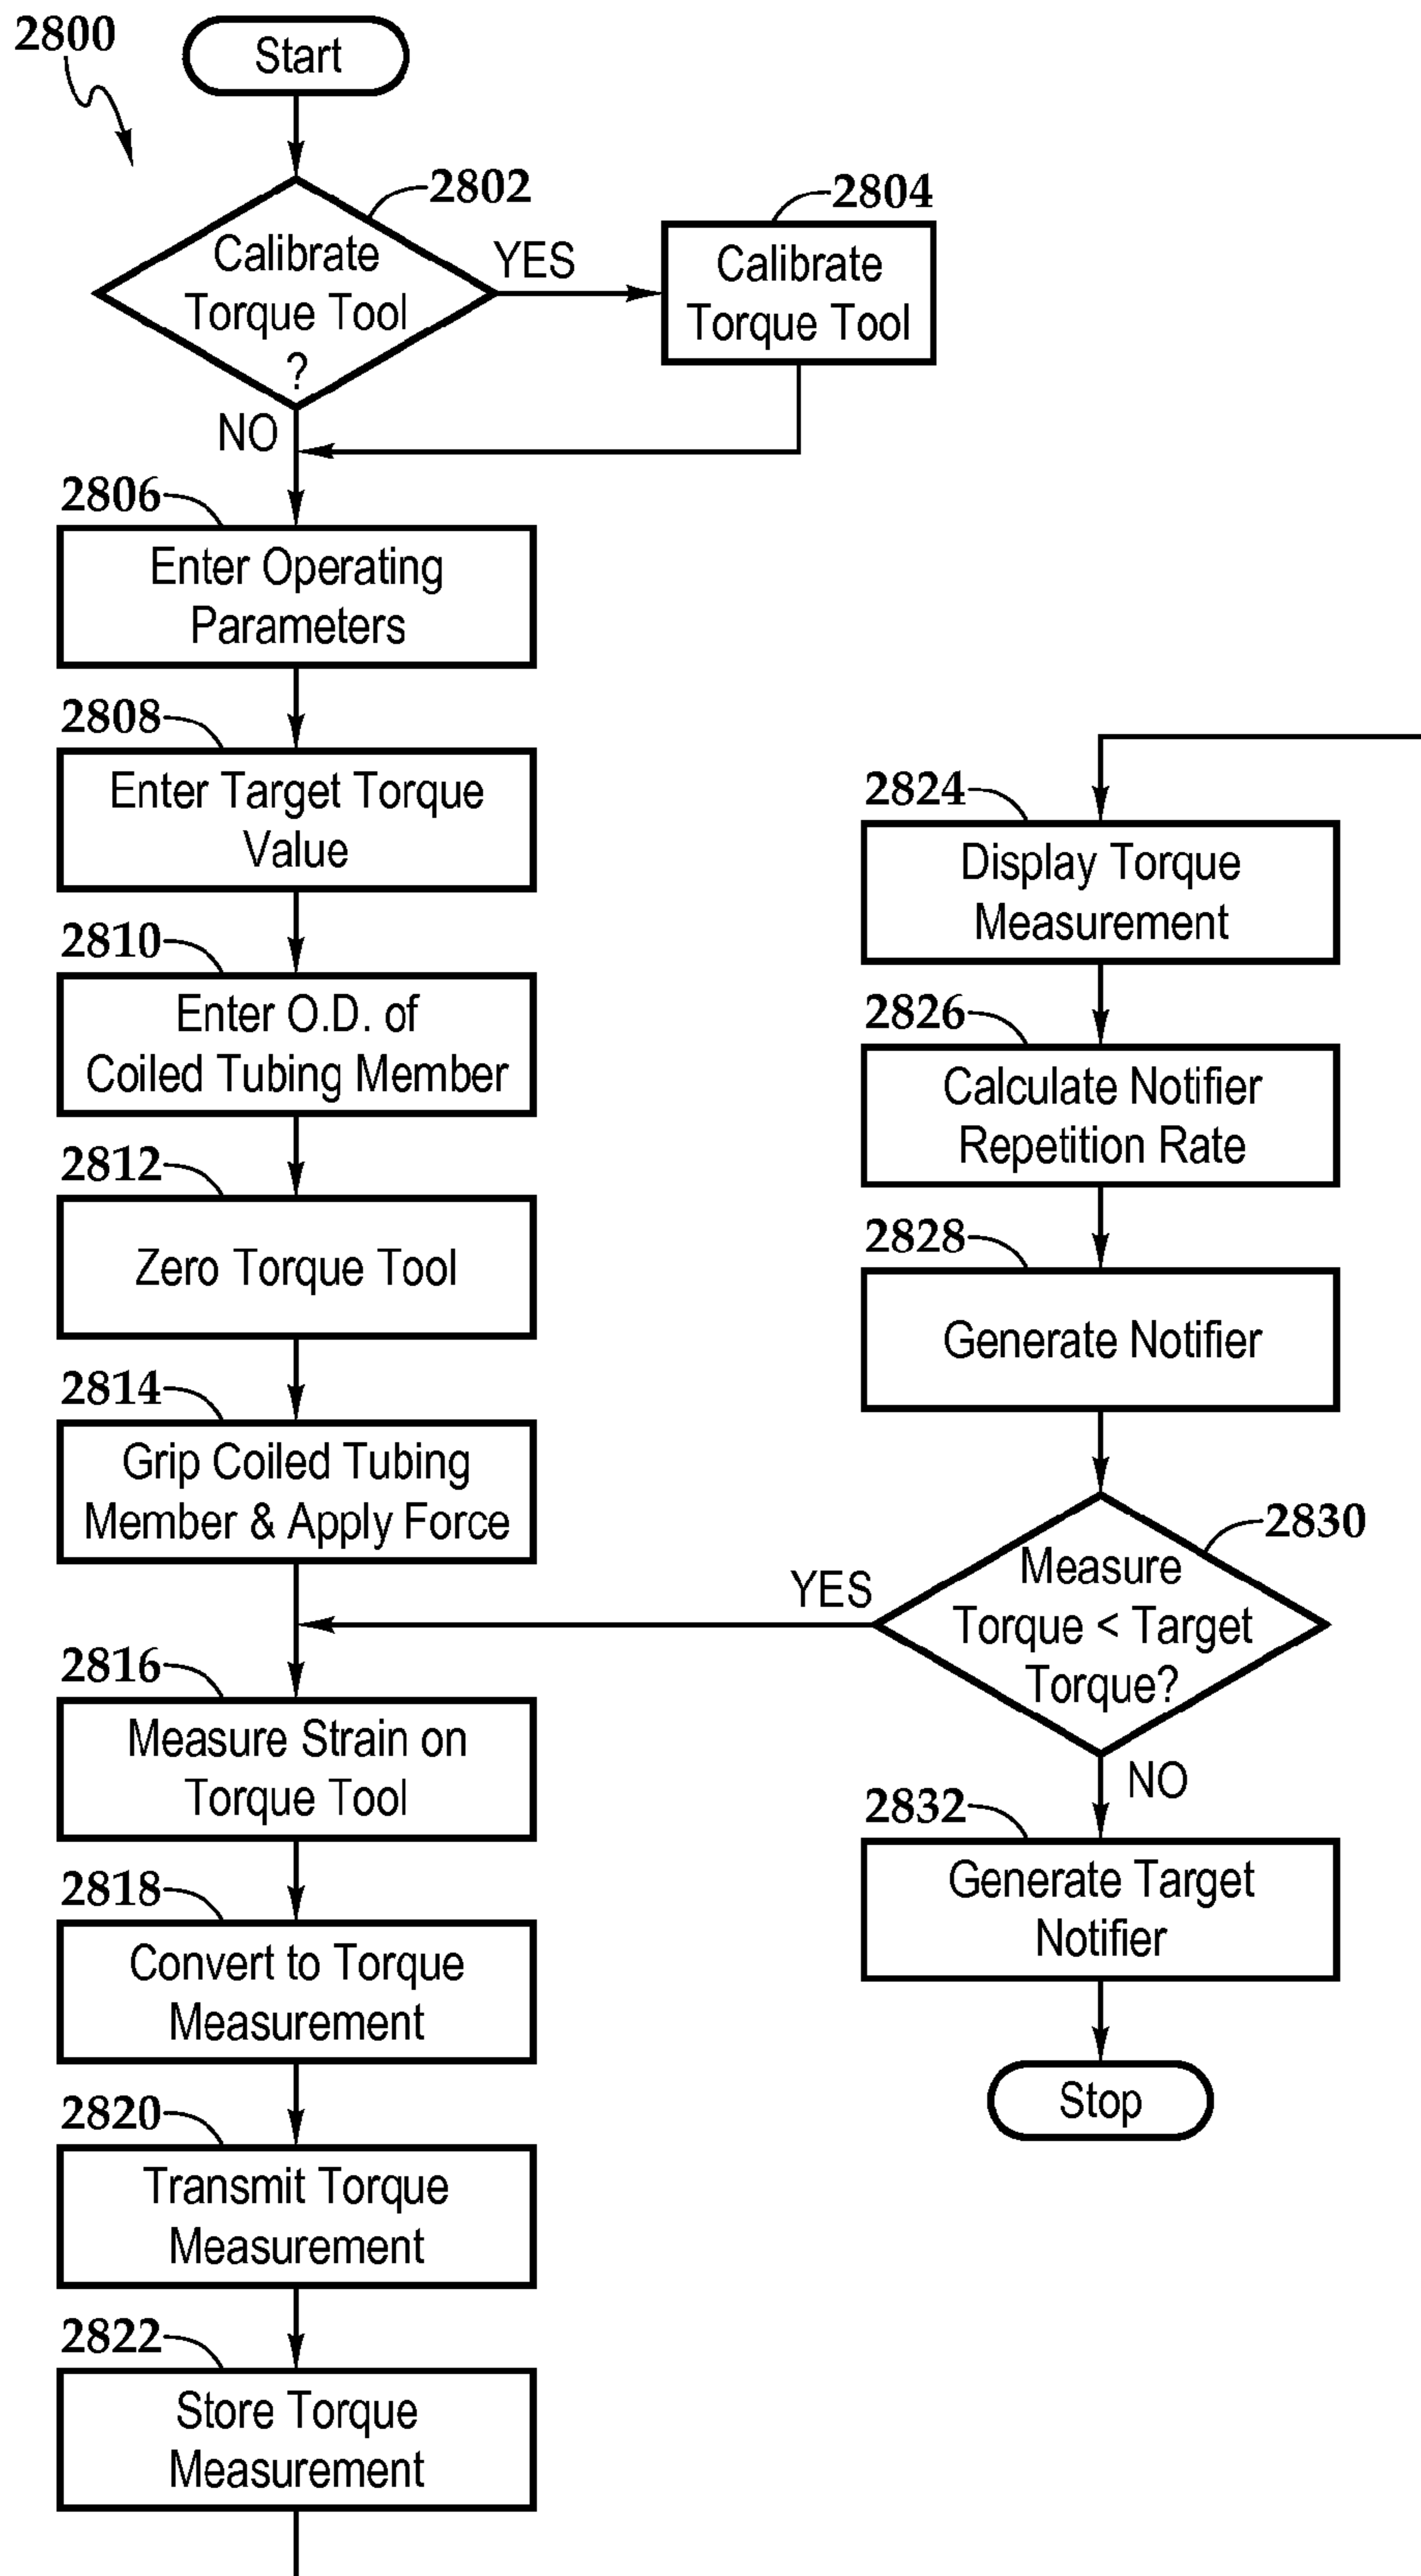 2800
Start
2802
Calibrate
Torque Tool
?
YES
2804
Calibrate
Torque Tool
NO
2806
Enter Operating
Parameters
2808
Enter Target Torque
Value
2810
Enter O.D. of
Coiled Tubing Member
2812
Zero Torque Tool
2814
Grip Coiled Tubing
Member & Apply Force
2816
Measure Strain on
Torque Tool
2818
Convert to Torque
Measurement
2820
Transmit Torque
Measurement
2822
Store Torque
Measurement
2824
Display Torque
Measurement
2826
Calculate Notifier
Repetition Rate
2828
Generate Notifier
2830
Measure
Torque < Target
Torque?
YES
NO
2832
Generate Target
Notifier
Stop